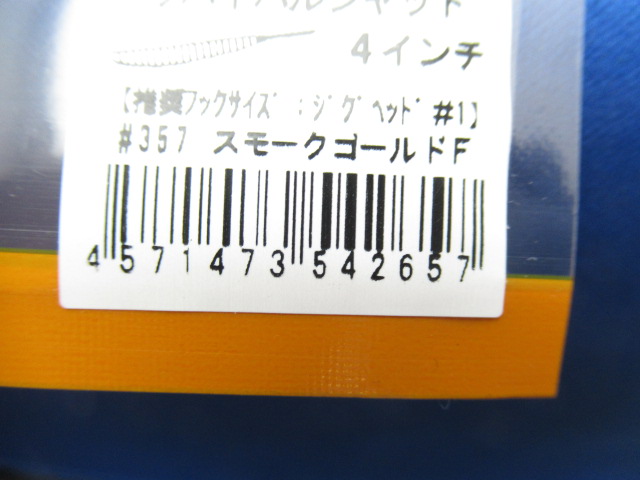 4インチ
【推奨フックサイズ：ジグヘッド #1】
#357 スモークゴールドF
4571473542657